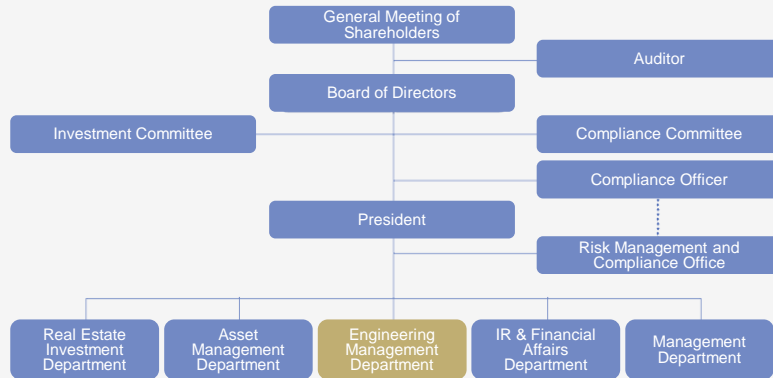 General Meeting of
Shareholders
Auditor
Board of Directors
Investment Committee
Compliance Committee
Compliance Officer
President
Risk Management and
Compliance Office
Real Estate
Investment
Department
Asset
Management
Department
Engineering
Management
Department
IR & Financial
Affairs
Department
Management
Department